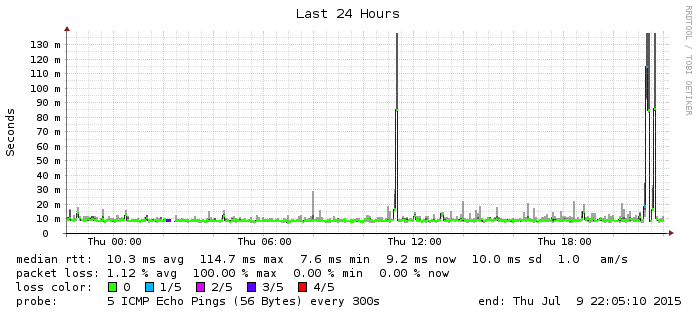 Last 24 Hours
RRDTOOL / TOBI OETIKER
Seconds
130 m
120 m
110 m
100 m
90 m
80 m
70 m
60 m
50 m
40 m
30 m
20 m
10 m
0
Thu 00:00 Thu 06:00 Thu 12:00 Thu 18:00
median rtt: 10.3 ms avg 114.7 ms max 7.6 ms min 9.2 ms now 10.0 ms sd 1.0 am/s
packet loss: 1.12 % avg 100.00 % max 0.00 % min 0.00 % now
loss color: 0 1/5 2/5 3/5 4/5
probe: 5 ICMP Echo Pings (56 Bytes) every 300s end: Thu Jul 9 22:05:10 2015